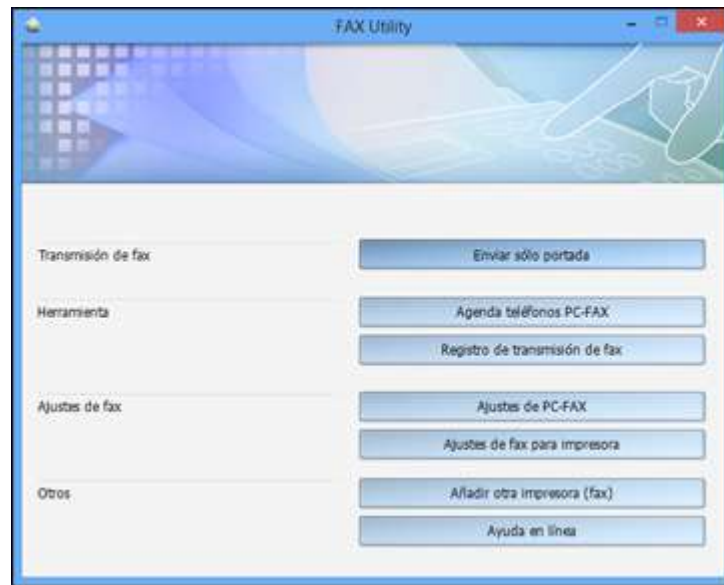 FAX Utility
Transmisión de fax
Enviar sólo portada
Herramienta
Agenda teléfonos PC-FAX
Registro de transmisión de fax
Ajustes de fax
Ajustes de PC-FAX
Ajustes de fax para impresora
Otros
Añadir otra impresora (fax)
Ayuda en línea